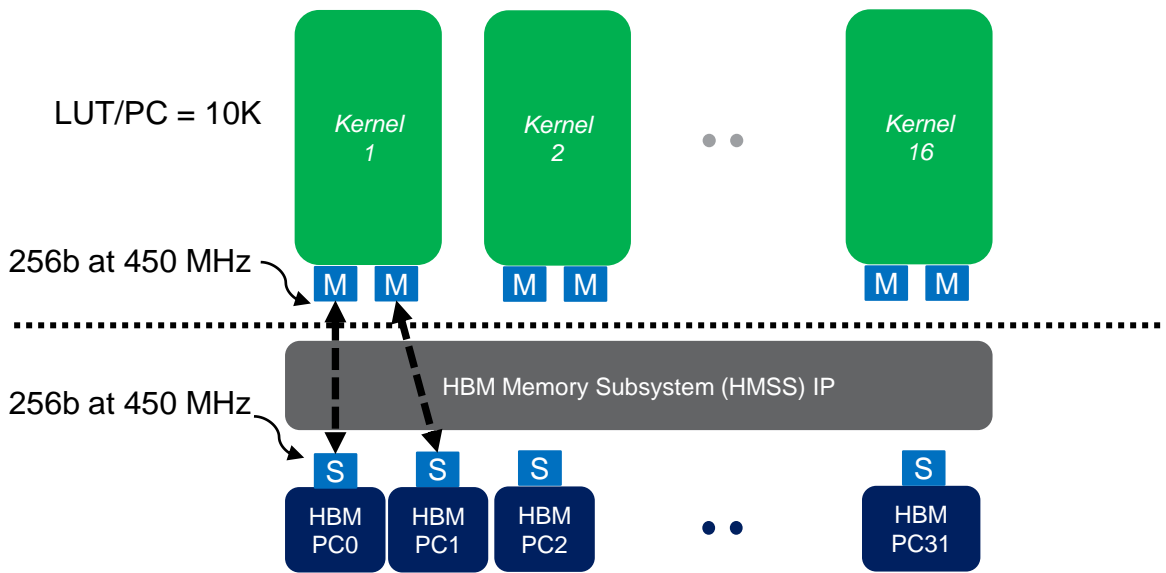 LUT/PC = 10K
Kernel
1
Kernel
2
Kernel
16
256b at 450 MHz
M
M
M
M
M
M
HBM Memory Subsystem (HMSS) IP
256b at 450 MHz
S
S
S
S
HBM
PC0
HBM
PC1
HBM
PC2
HBM
PC31